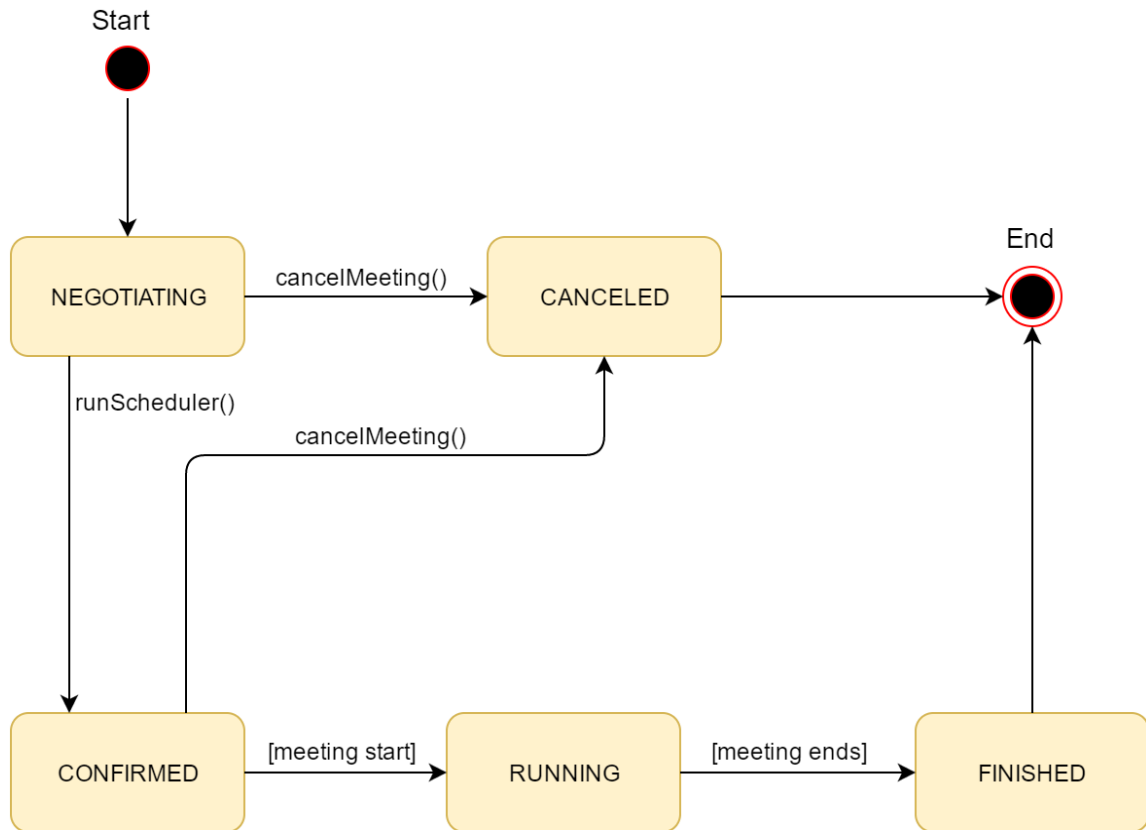 Start
NEGOTIATING
cancelMeeting()
CANCELED
End
runScheduler()
cancelMeeting()
CONFIRMED
[meeting start]
RUNNING
[meeting ends]
FINISHED